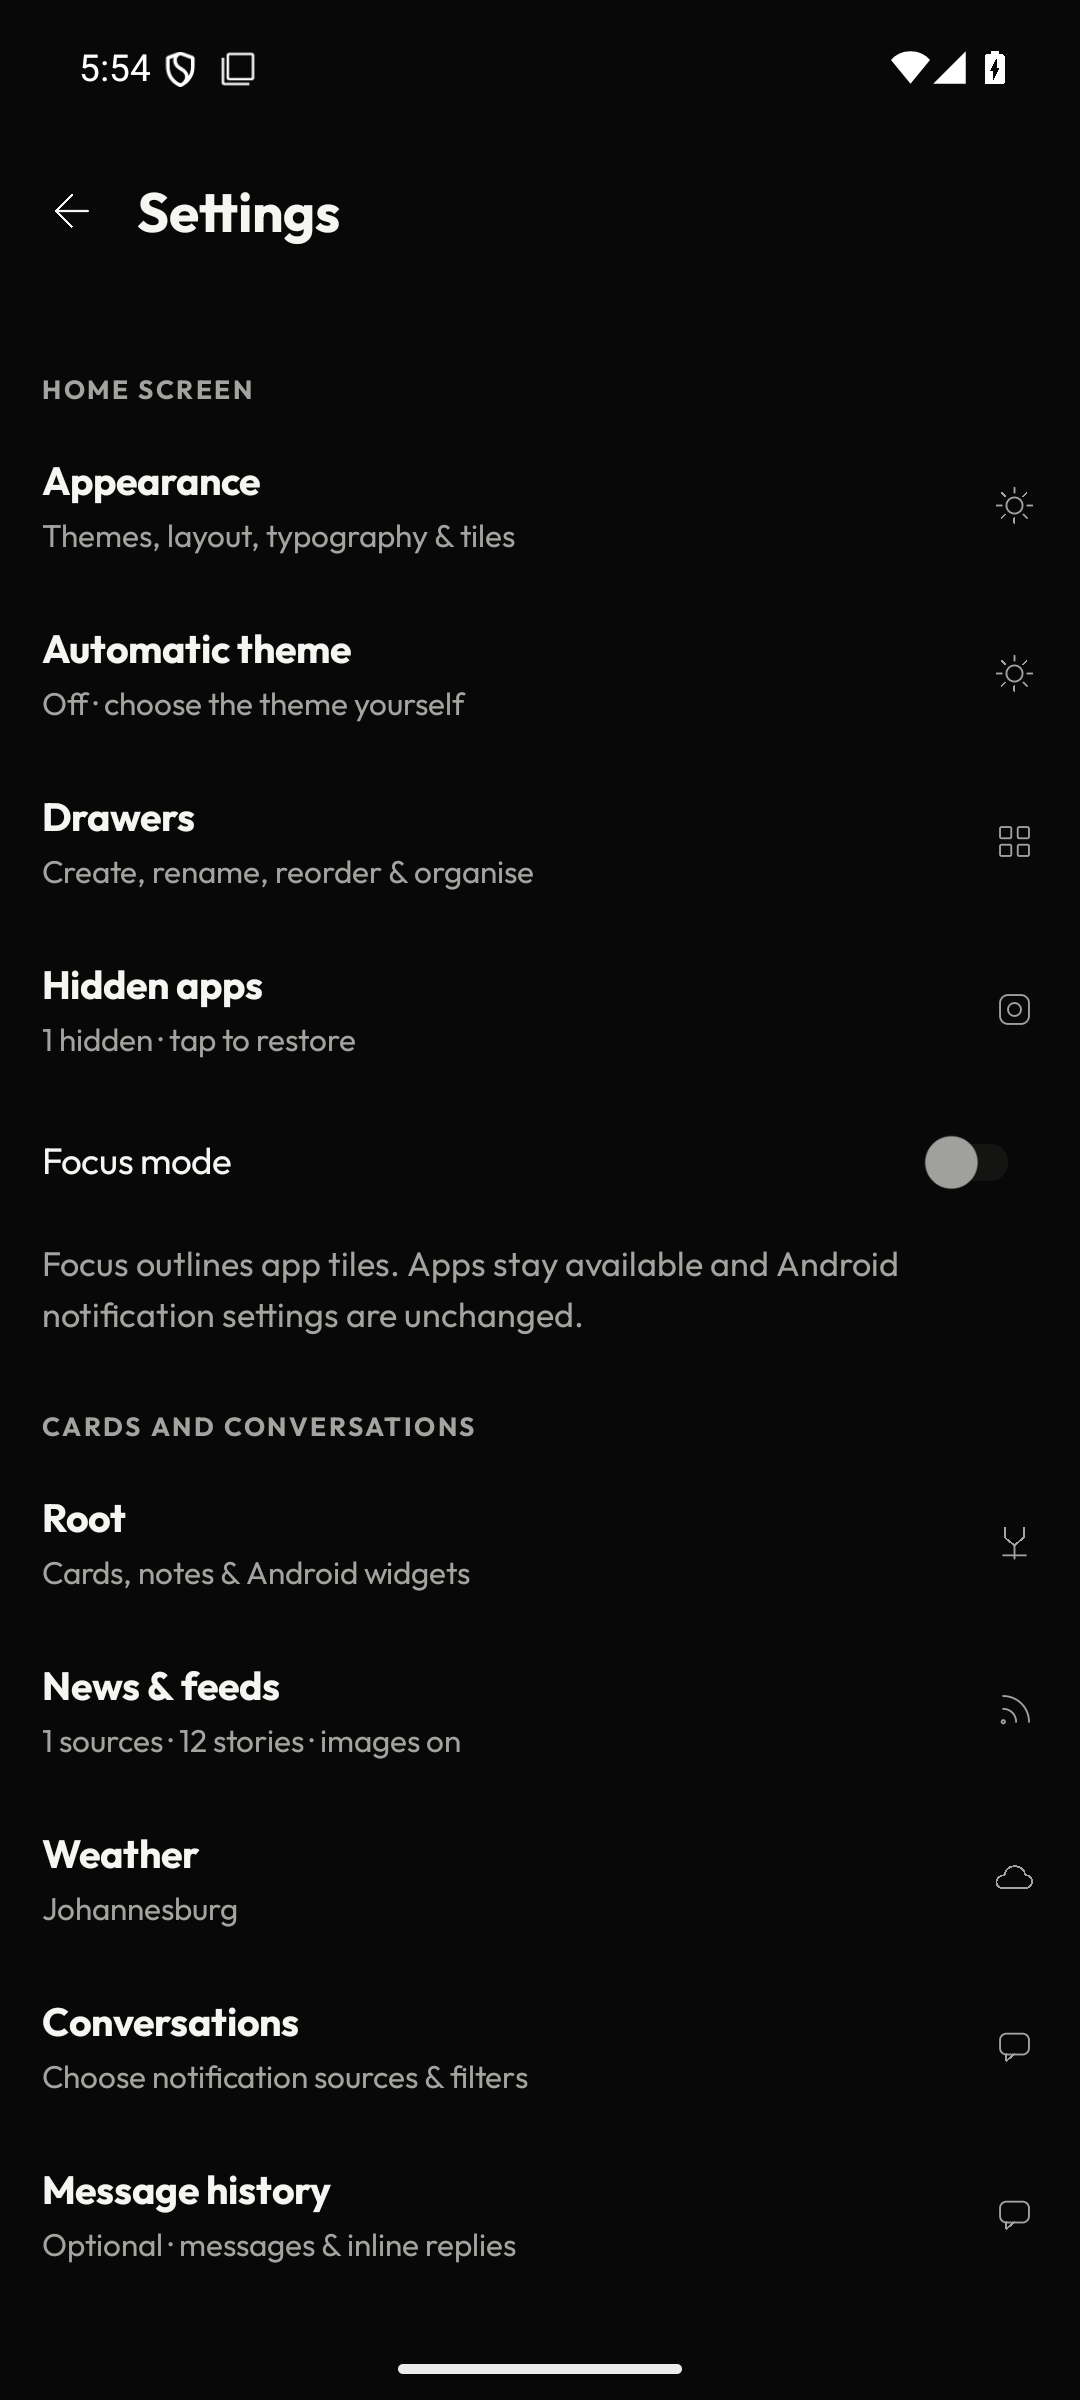 5:54
Settings
HOME SCREEN
Appearance
Themes, layout, typography & tiles
Automatic theme
Off · choose the theme yourself
Drawers
Create, rename, reorder & organise
Hidden apps
1 hidden · tap to restore
Focus mode
Focus outlines app tiles. Apps stay available and Android
notification settings are unchanged.
CARDS AND CONVERSATIONS
Root
Cards, notes & Android widgets
News & feeds
1 sources · 12 stories · images on
Weather
Johannesburg
Conversations
Choose notification sources & filters
Message history
Optional · messages & inline replies